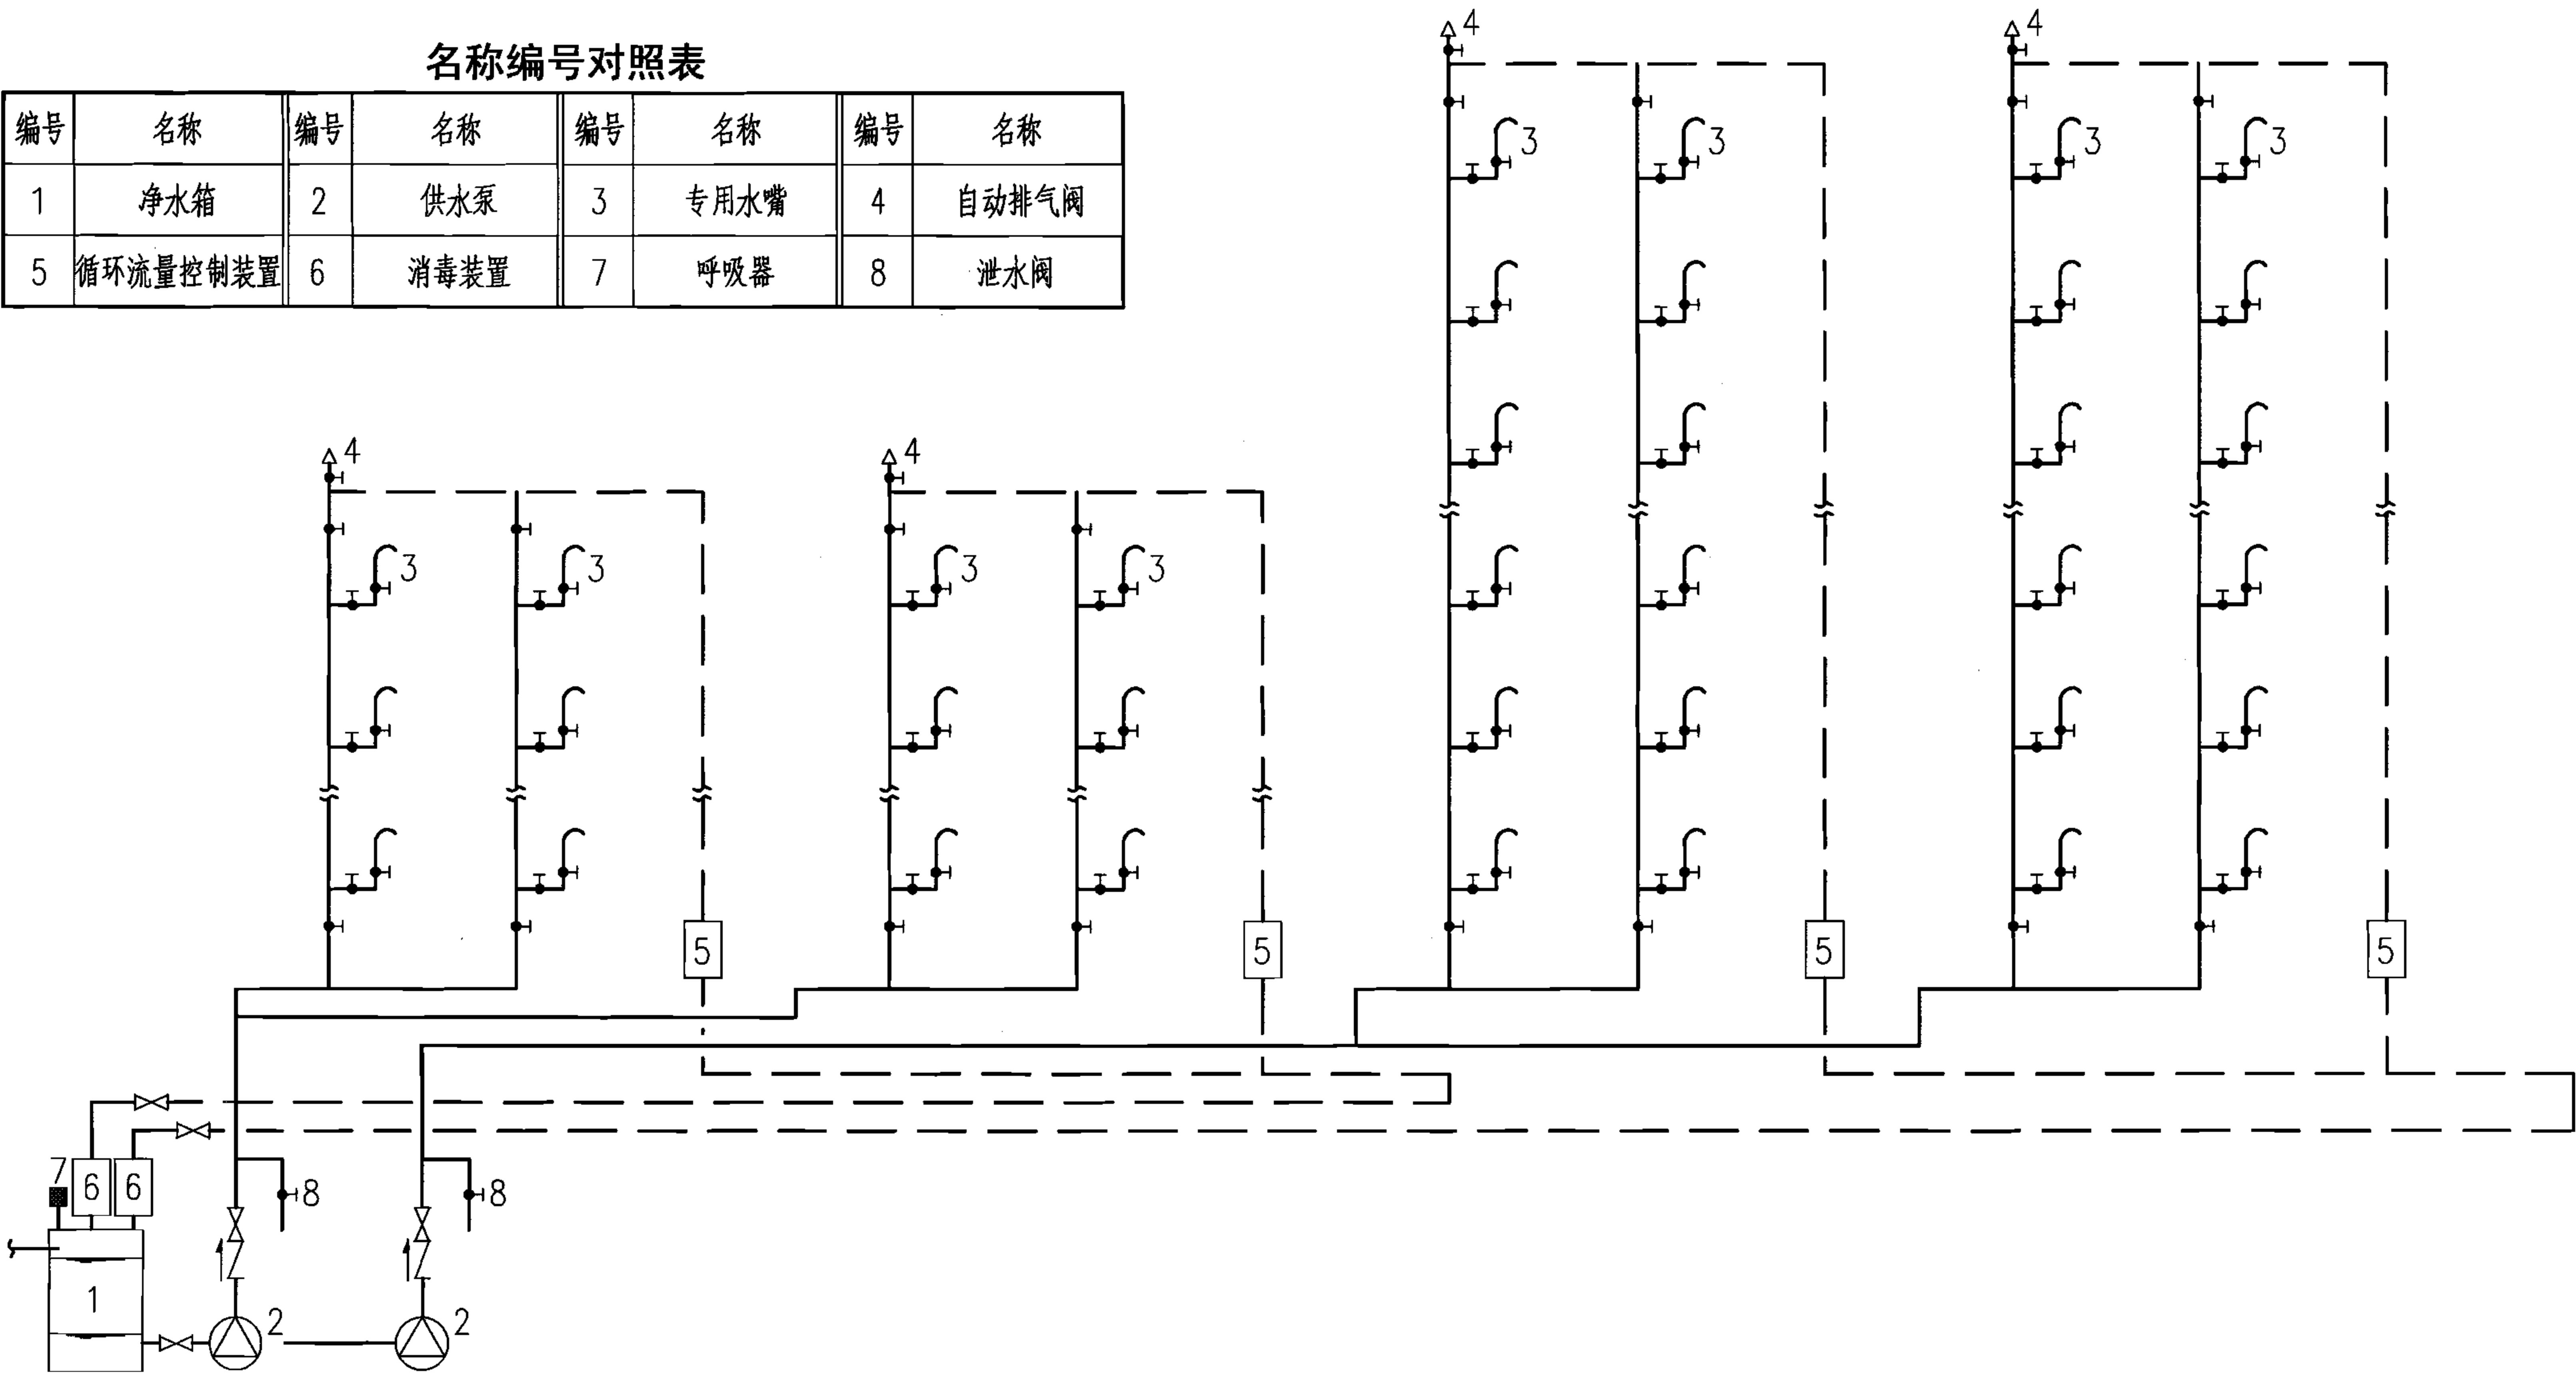 名称编号对照表
编号 名称 编号 名称 编号 名称 编号 名称
1 净水箱 2 供水泵 3 专用水嘴 4 自动排气阀
5 循环流量控制装置 6 消毒装置 7 呼吸器 8 泄水阀
4 4
3 3 3 3
4 4
3 3 3 3
5 5 5 5
7 6 6 8 8
1
2 2